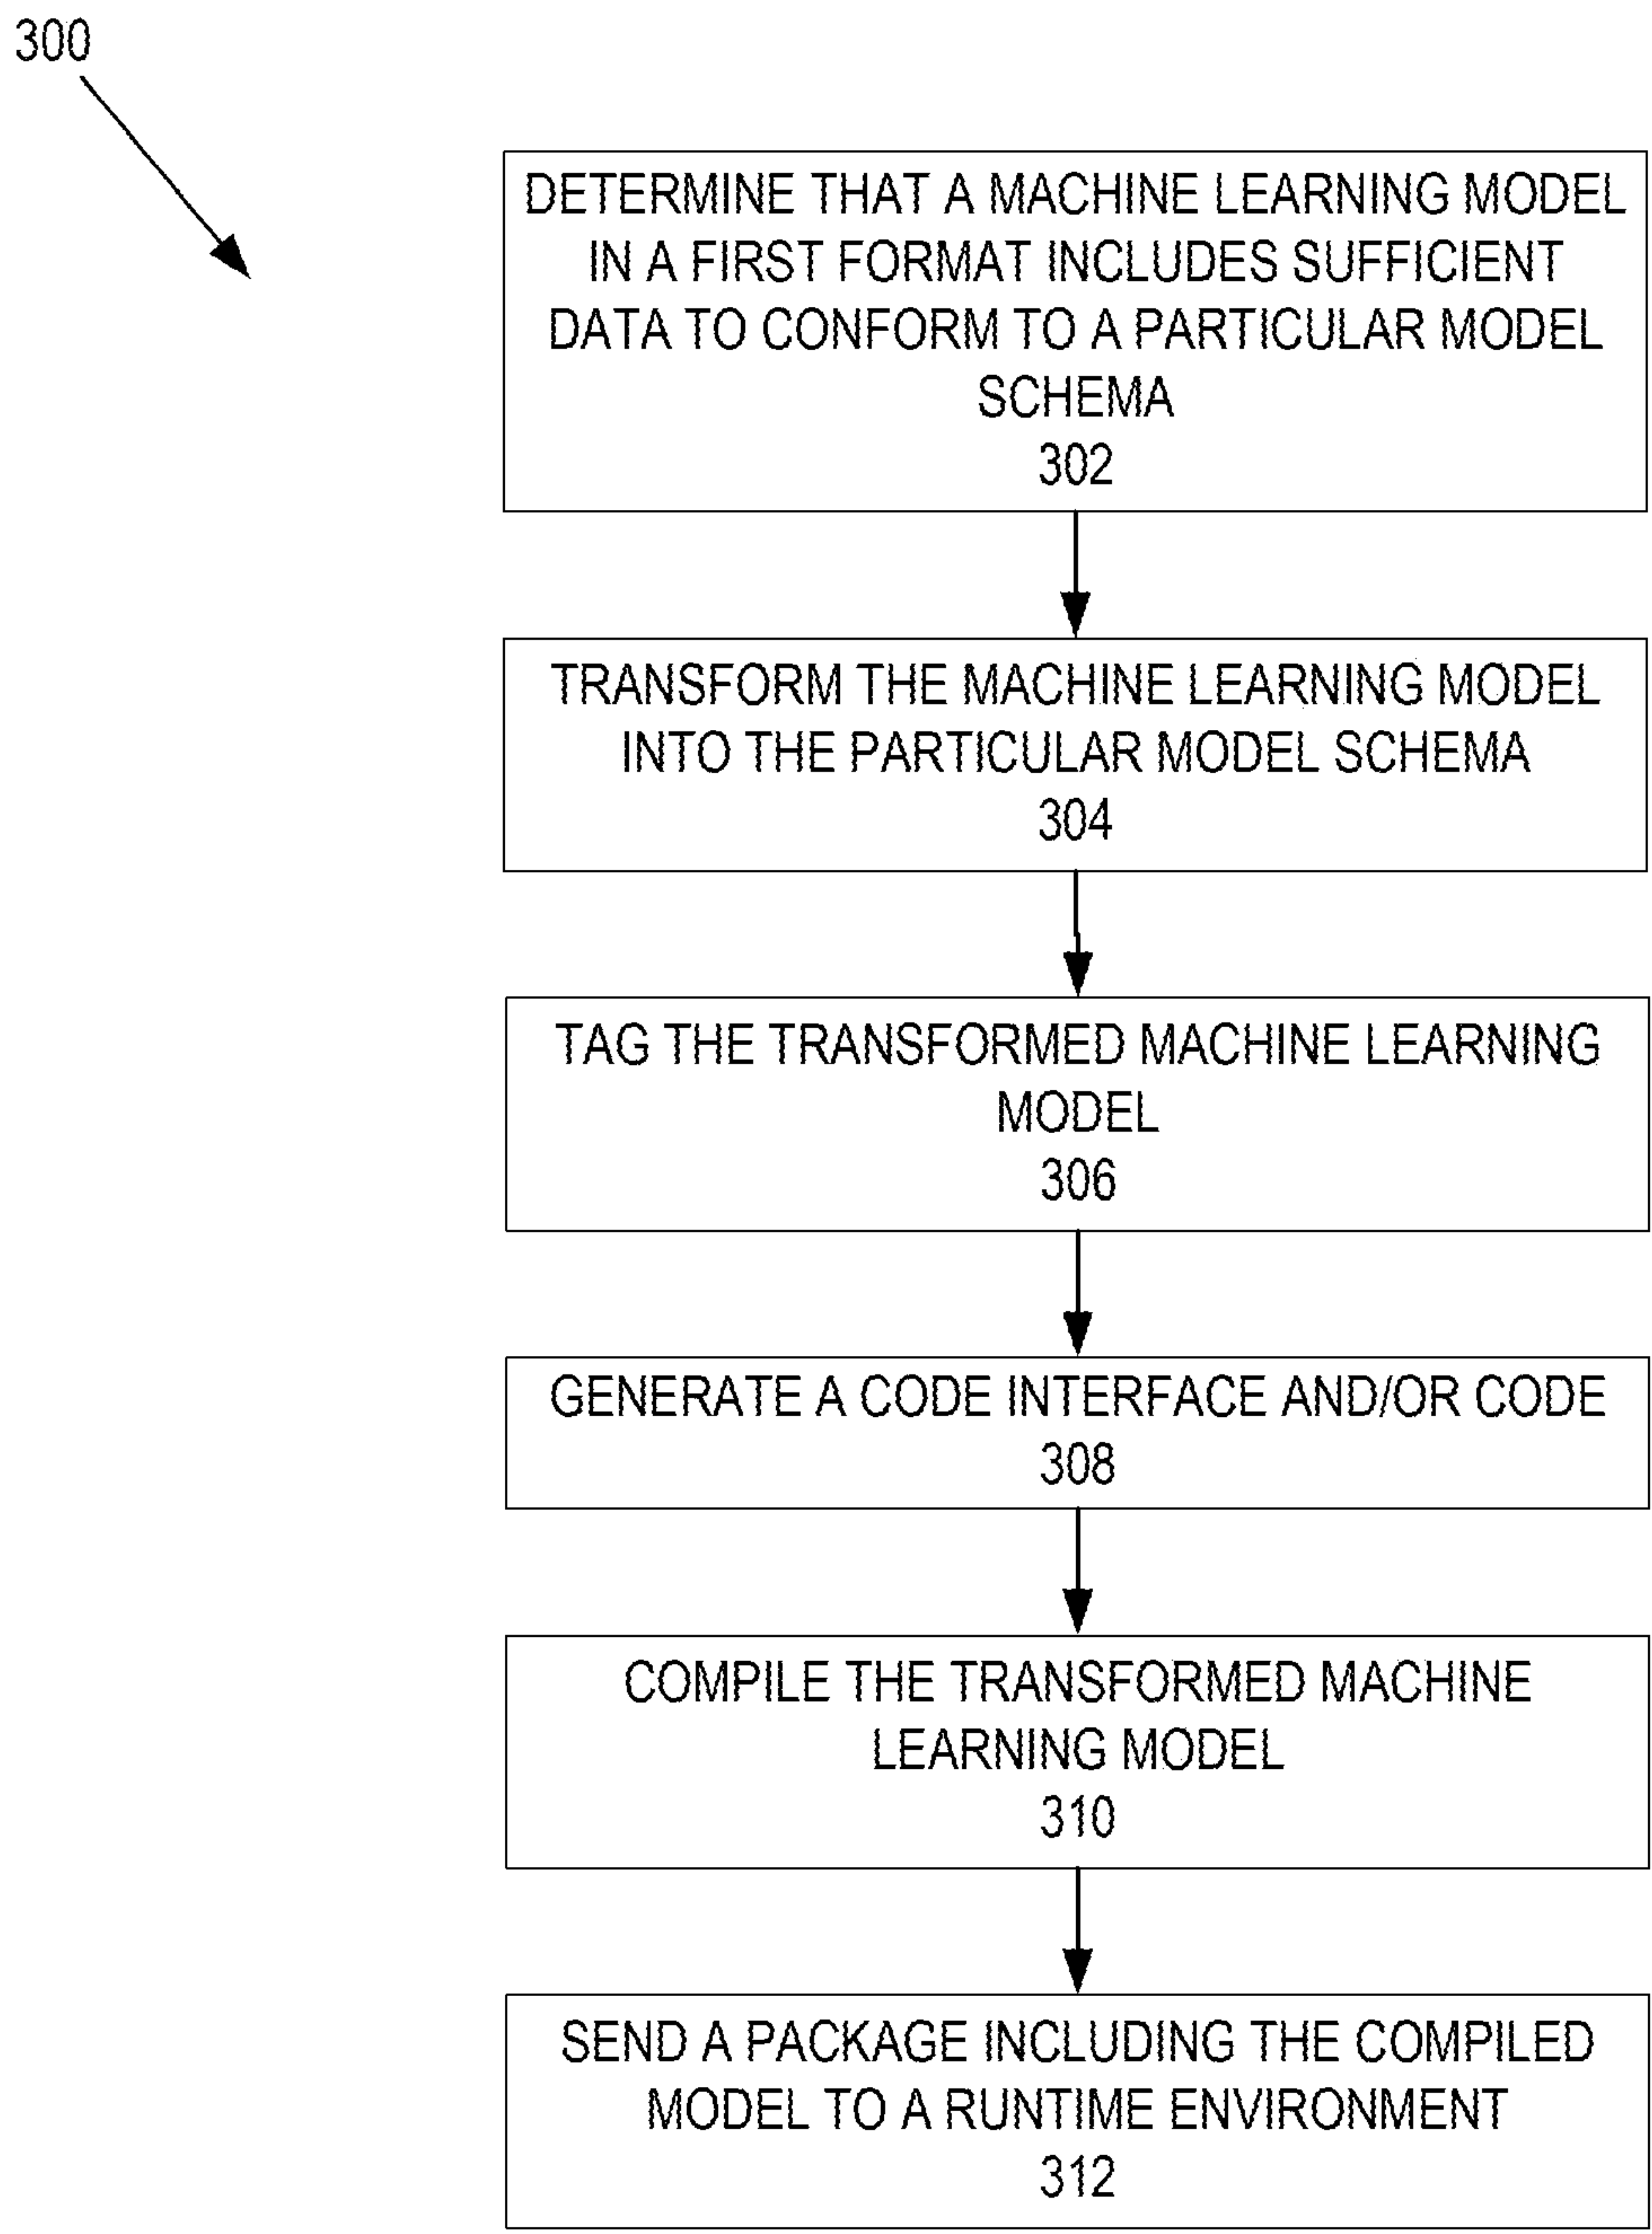 300
DETERMINE THAT A MACHINE LEARNING MODEL
IN A FIRST FORMAT INCLUDES SUFFICIENT
DATA TO CONFORM TO A PARTICULAR MODEL
SCHEMA
302
TRANSFORM THE MACHINE LEARNING MODEL
INTO THE PARTICULAR MODEL SCHEMA
304
TAG THE TRANSFORMED MACHINE LEARNING
MODEL
306
GENERATE A CODE INTERFACE AND/OR CODE
308
COMPILE THE TRANSFORMED MACHINE
LEARNING MODEL
310
SEND A PACKAGE INCLUDING THE COMPILED
MODEL TO A RUNTIME ENVIRONMENT
312